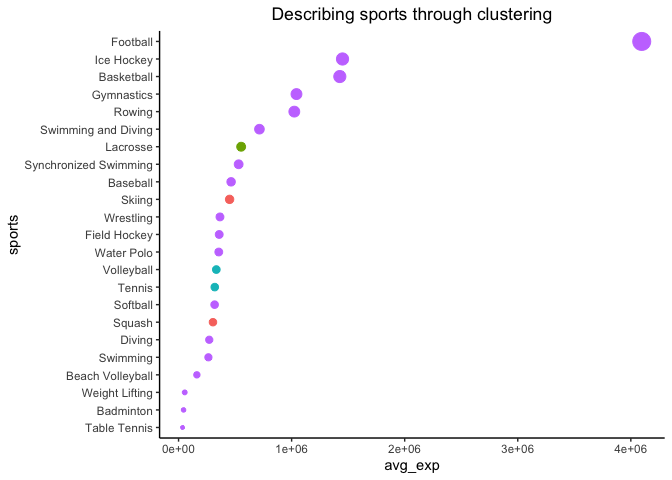 Describing sports through clustering
sports
Football
Ice Hockey
Basketball
Gymnastics
Rowing
Swimming and Diving
Lacrosse
Synchronized Swimming
Baseball
Skiing
Wrestling
Field Hockey
Water Polo
Volleyball
Tennis
Softball
Squash
Diving
Swimming
Beach Volleyball
Weight Lifting
Badminton
Table Tennis
0e+00 1e+06 2e+06 3e+06 4e+06
avg_exp